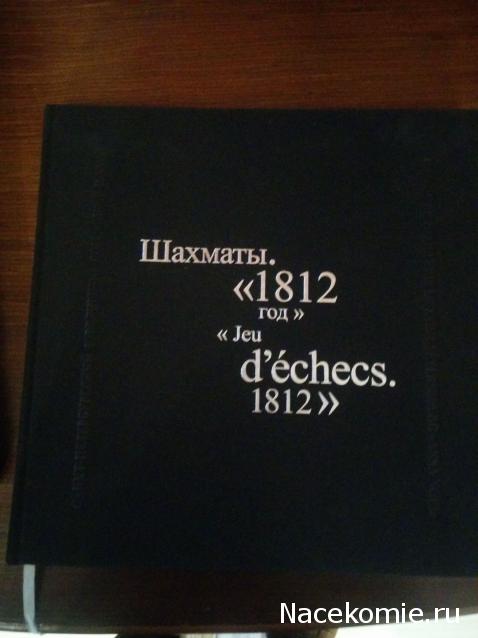 Шахматы.
«1812
год»
« Jeu
d'échecs.
1812»
Nacekomie.ru